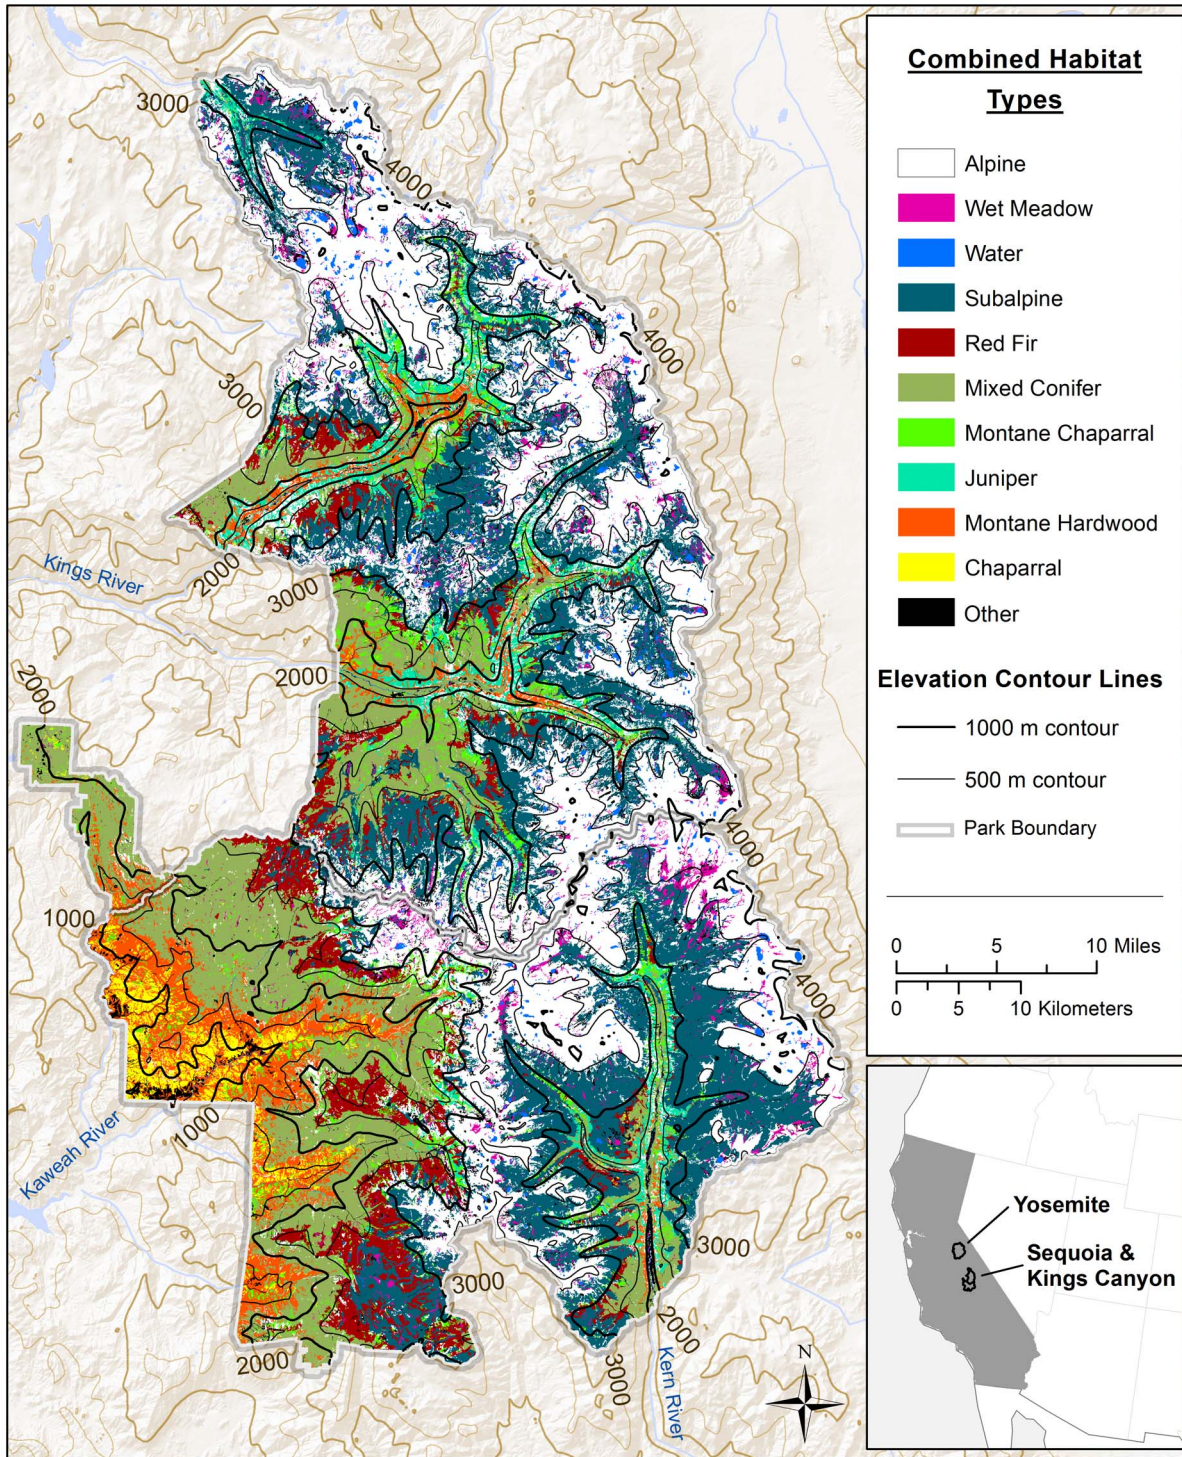 3000
4000
4000
3000
2000
Kings River
3000
2000
2000
4000
1000
4000
1000
Kaweah River
3000
3000
2000
2000
3000
Kern River
N
Combined Habitat
Types
Alpine
Wet Meadow
Water
Subalpine
Red Fir
Mixed Conifer
Montane Chaparral
Juniper
Montane Hardwood
Chaparral
Other
Elevation Contour Lines
1000 m contour
500 m contour
Park Boundary
0 5 10 Miles
0 5 10 Kilometers
Yosemite
Sequoia &
Kings Canyon